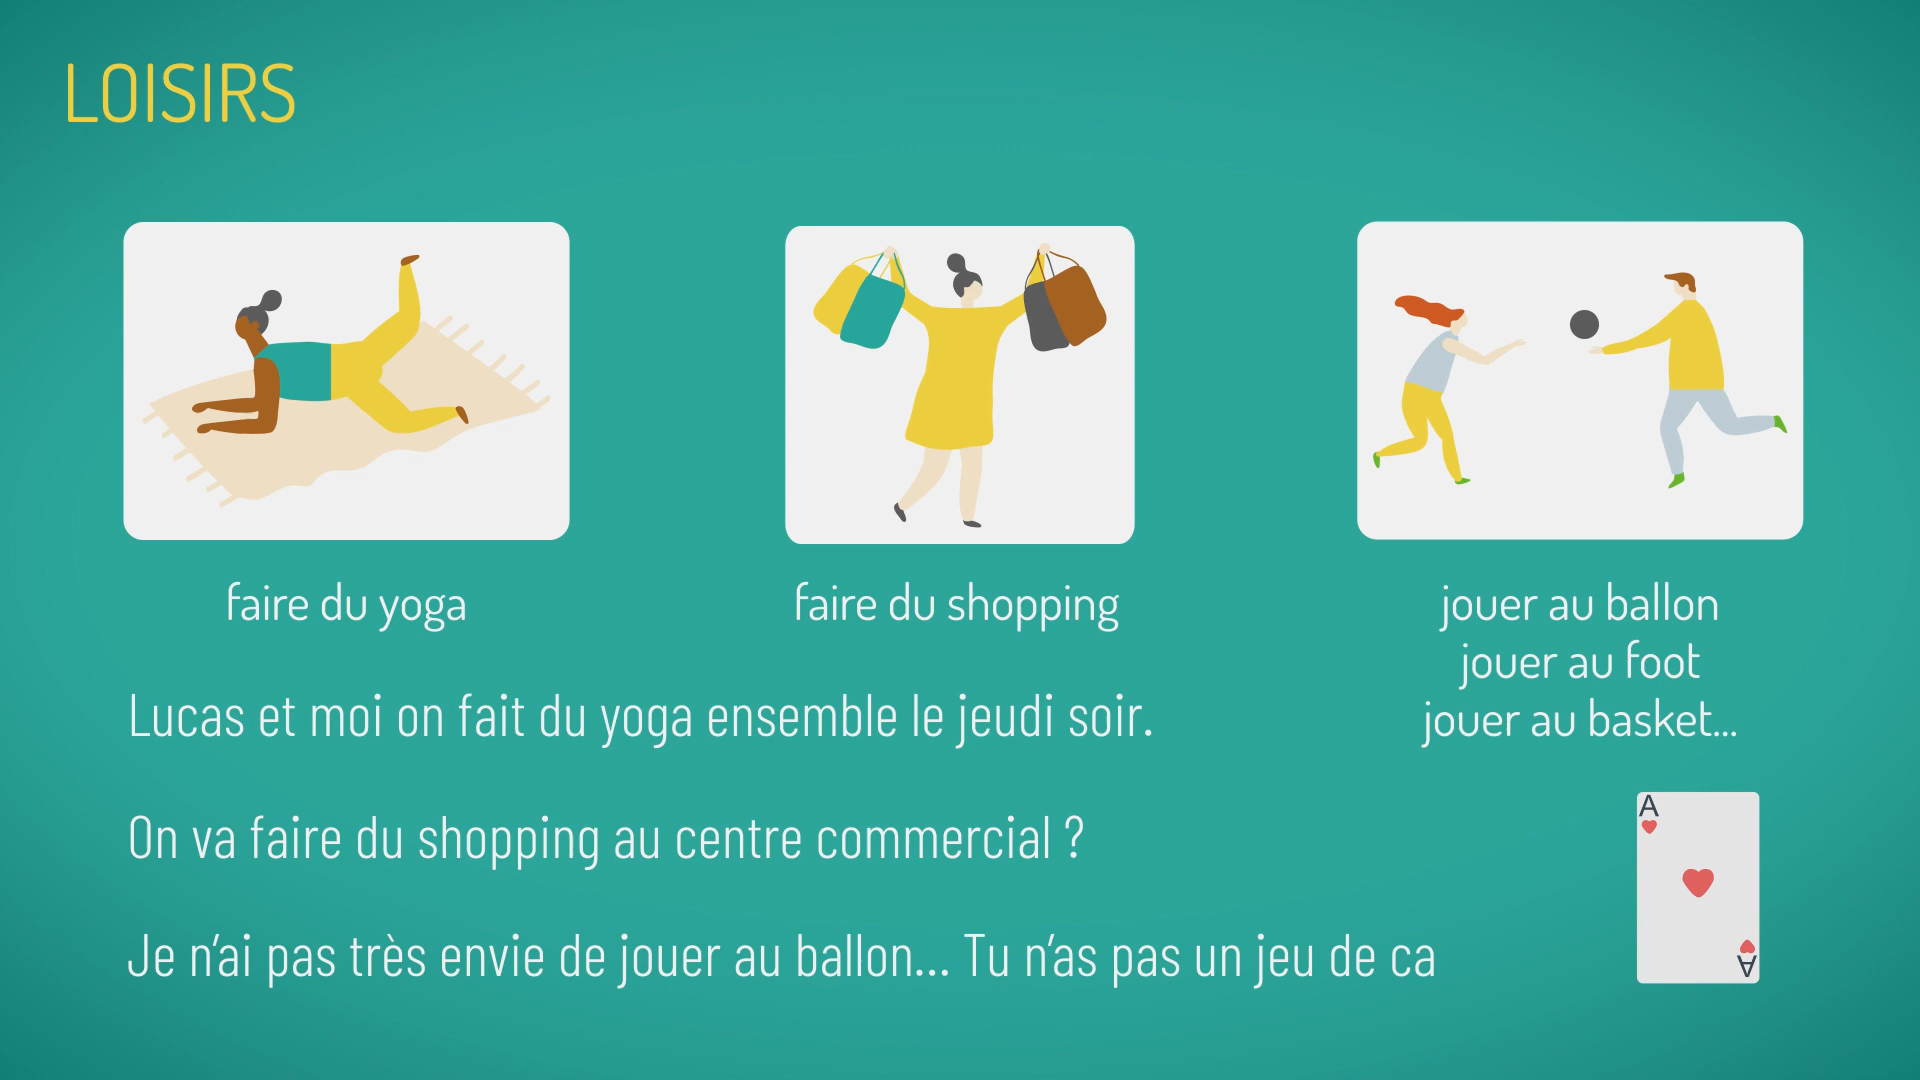 LOISIRS
faire du yoga
faire du shopping
jouer au ballon
jouer au foot
jouer au basket...
Lucas et moi on fait du yoga ensemble le jeudi soir.
On va faire du shopping au centre commercial ?
Je n’ai pas très envie de jouer au ballon... Tu n’as pas un jeu de ca
A
A